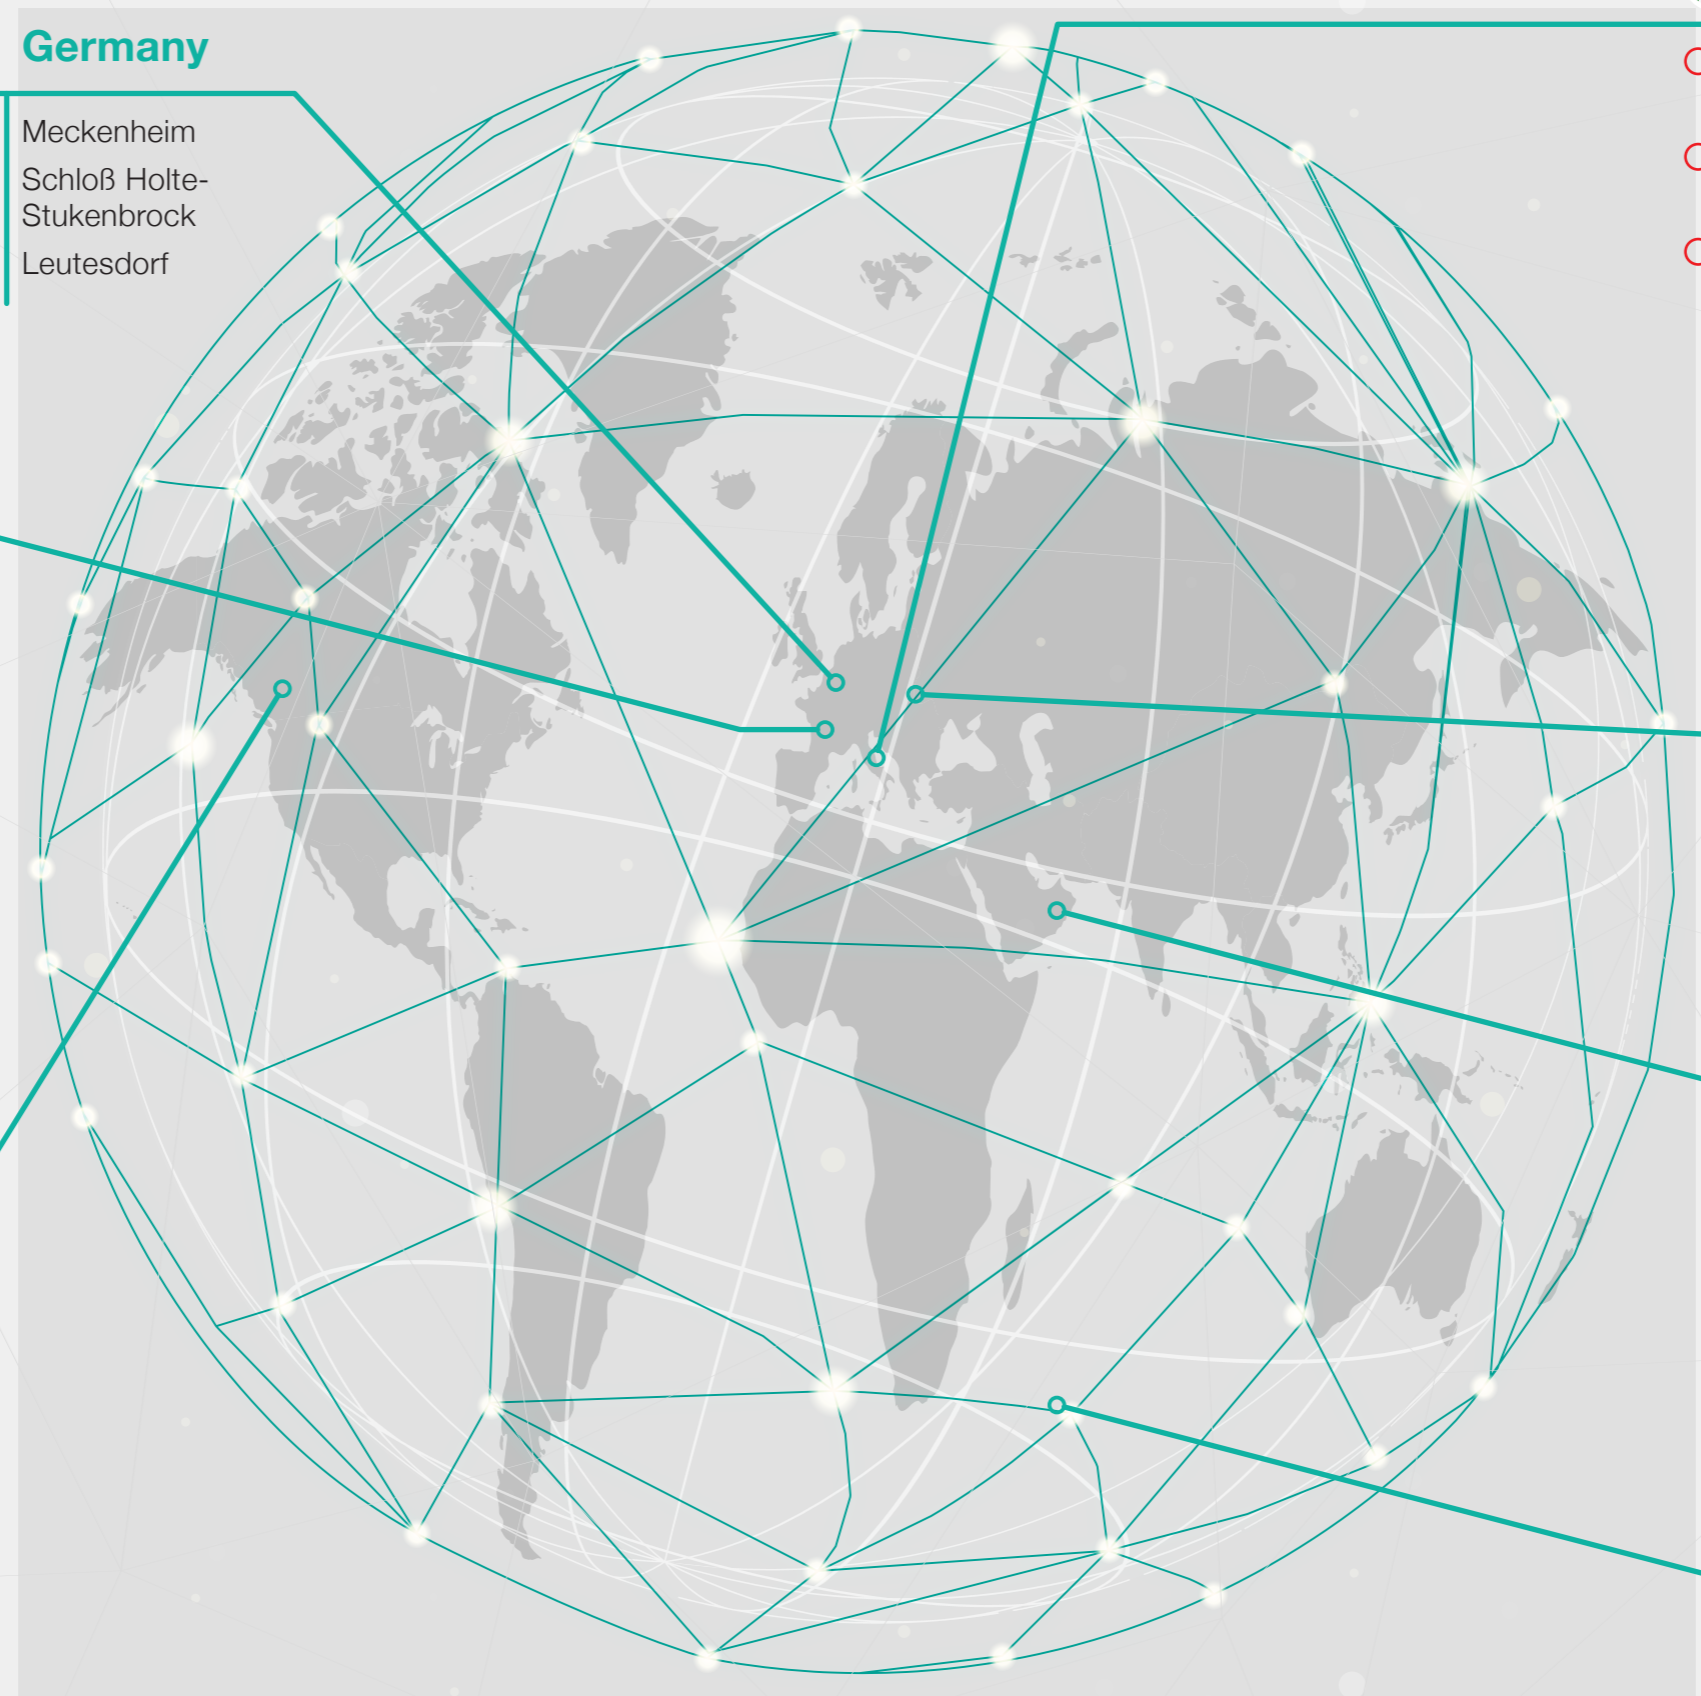 Germany
Meckenheim
Schloß Holte-
Stukenbrock
Leutesdorf